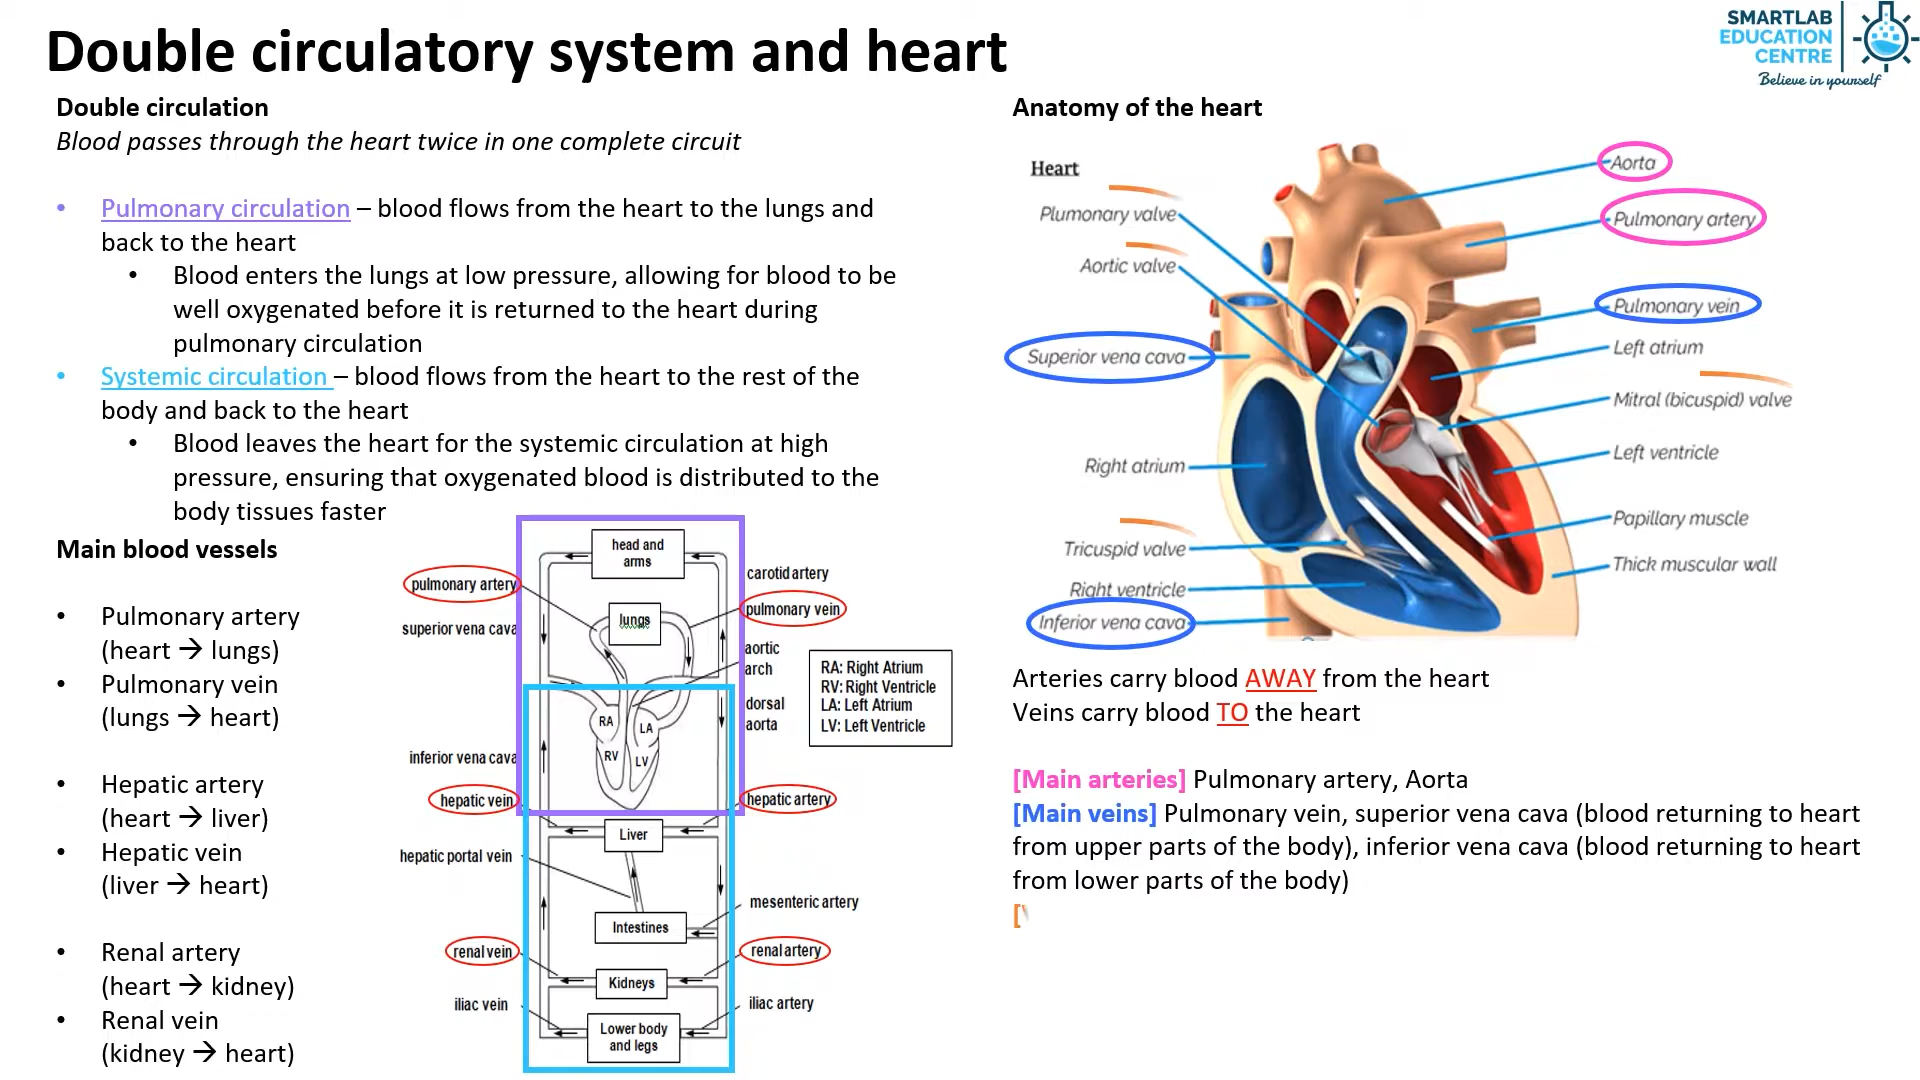 Double circulatory system and heart
SMARTLAB
EDUCATION
CENTRE
Believe in yourself
Double circulation
Blood passes through the heart twice in one complete circuit
• Pulmonary circulation – blood flows from the heart to the lungs and
back to the heart
• Blood enters the lungs at low pressure, allowing for blood to be
well oxygenated before it is returned to the heart during
pulmonary circulation
• Systemic circulation – blood flows from the heart to the rest of the
body and back to the heart
• Blood leaves the heart for the systemic circulation at high
pressure, ensuring that oxygenated blood is distributed to the
body tissues faster
Main blood vessels
• Pulmonary artery
(heart → lungs)
• Pulmonary vein
(lungs → heart)
• Hepatic artery
(heart → liver)
• Hepatic vein
(liver → heart)
• Renal artery
(heart → kidney)
• Renal vein
(kidney → heart)
head and
arms
pulmonary artery
carotid artery
lungs
pulmonary vein
superior vena cava
aortic
arch
RA: Right Atrium
RV: Right Ventricle
LA: Left Atrium
LV: Left Ventricle
dorsal
aorta
RA
LA
RV
LV
inferior vena cava
hepatic vein
hepatic artery
Liver
hepatic portal vein
mesenteric artery
Intestines
renal vein
renal artery
Kidneys
iliac vein
iliac artery
Lower body
and legs
Anatomy of the heart
Heart
Plumonary valve
Aortic valve
Superior vena cava
Right atrium
Tricuspid valve
Right ventricle
Inferior vena cava
Aorta
Pulmonary artery
Pulmonary vein
Left atrium
Mitral (bicuspid) valve
Left ventricle
Papillary muscle
Thick muscular wall
Arteries carry blood AWAY from the heart
Veins carry blood TO the heart
[Main arteries] Pulmonary artery, Aorta
[Main veins] Pulmonary vein, superior vena cava (blood returning to heart
from upper parts of the body), inferior vena cava (blood returning to heart
from lower parts of the body)
[